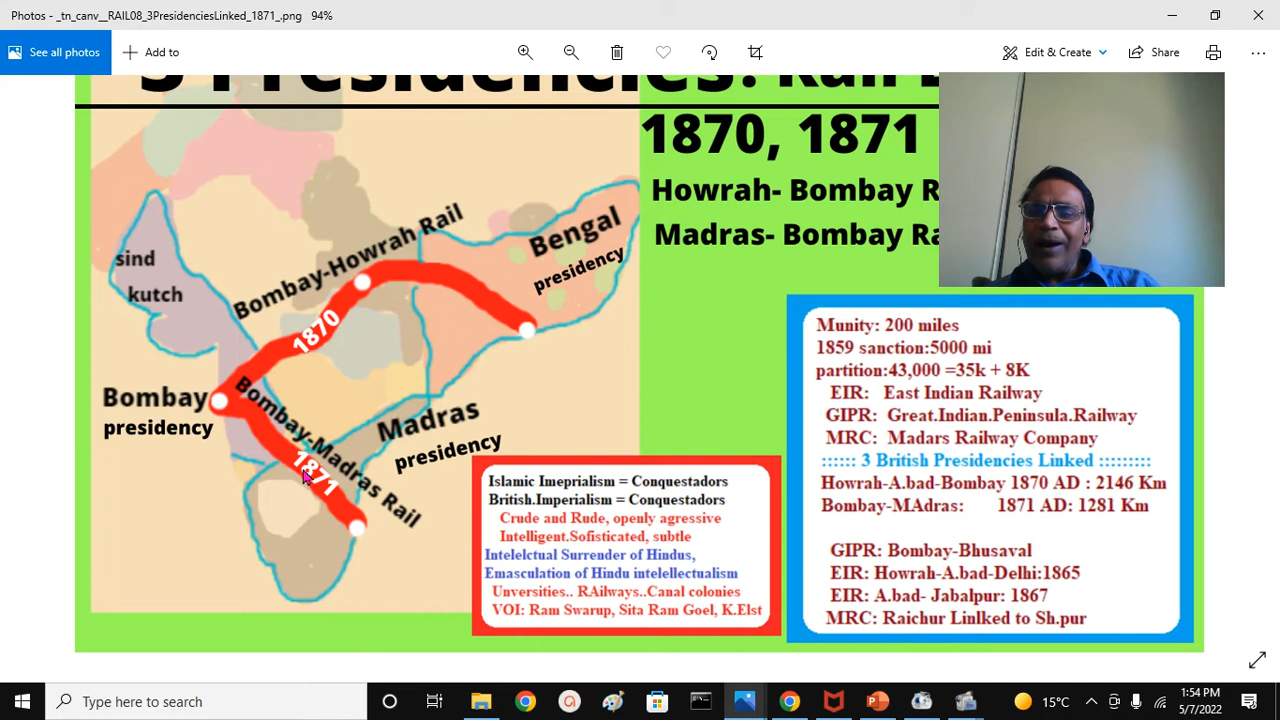 Photos - _tn_canv__RAIL08_3PresidenciesLinked_1871_.png 94%
See all photos
Add to
Edit & Create
Share
3 Presidencies: Rail
1870, 1871
Howrah- Bombay R
Madras- Bombay Ra
sind
kutch
Bombay-Howrah Rail
Bengal
presidency
1870
Bombay
presidency
Bombay-Madras Rail
1871
Madras
presidency
Munity: 200 miles
1859 sanction:5000 mi
partition:43,000 =35k + 8K
EIR: East Indian Railway
GIPR: Great.Indian.Peninsula.Railway
MRC: Madars Railway Company
:::::: 3 British Presidencies Linked :::::::::
Howrah-A.bad-Bombay 1870 AD : 2146 Km
Bombay-MAdras: 1871 AD: 1281 Km
GIPR: Bombay-Bhusaval
EIR: Howrah-A.bad-Delhi:1865
EIR: A.bad- Jabalpur: 1867
MRC: Raichur Linlked to Sh.pur
Islamic Imeprialism = Conquestadors
British.Imperialism = Conquestadors
Crude and Rude, openly agressive
Intelligent.Sofisticated, subtle
Intelelctual Surrender of Hindus,
Emasculation of Hindu intelellectualism
Unversities.. RAilways..Canal colonies
VOI: Ram Swarup, Sita Ram Goel, K.Elst
Type here to search
15°C
1:54 PM
5/7/2022